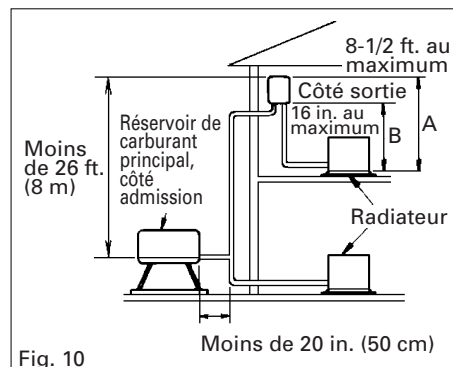 8-1/2 ft. au
maximum
Côté sortie
16 in. au
maximum
A
B
Moins
de 26 ft.
(8 m)
Réservoir de
carburant
principal,
côté
admission
Radiateur
Moins de 20 in. (50 cm)
Fig. 10